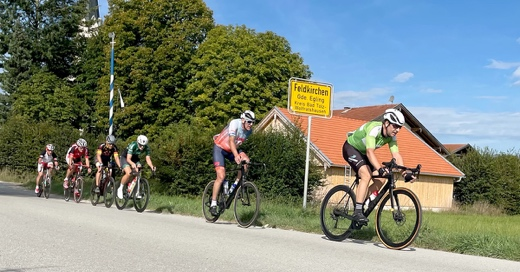 Feldkirchen
Gde Egling
Kreis Bad Tölz
Wolfratshausen